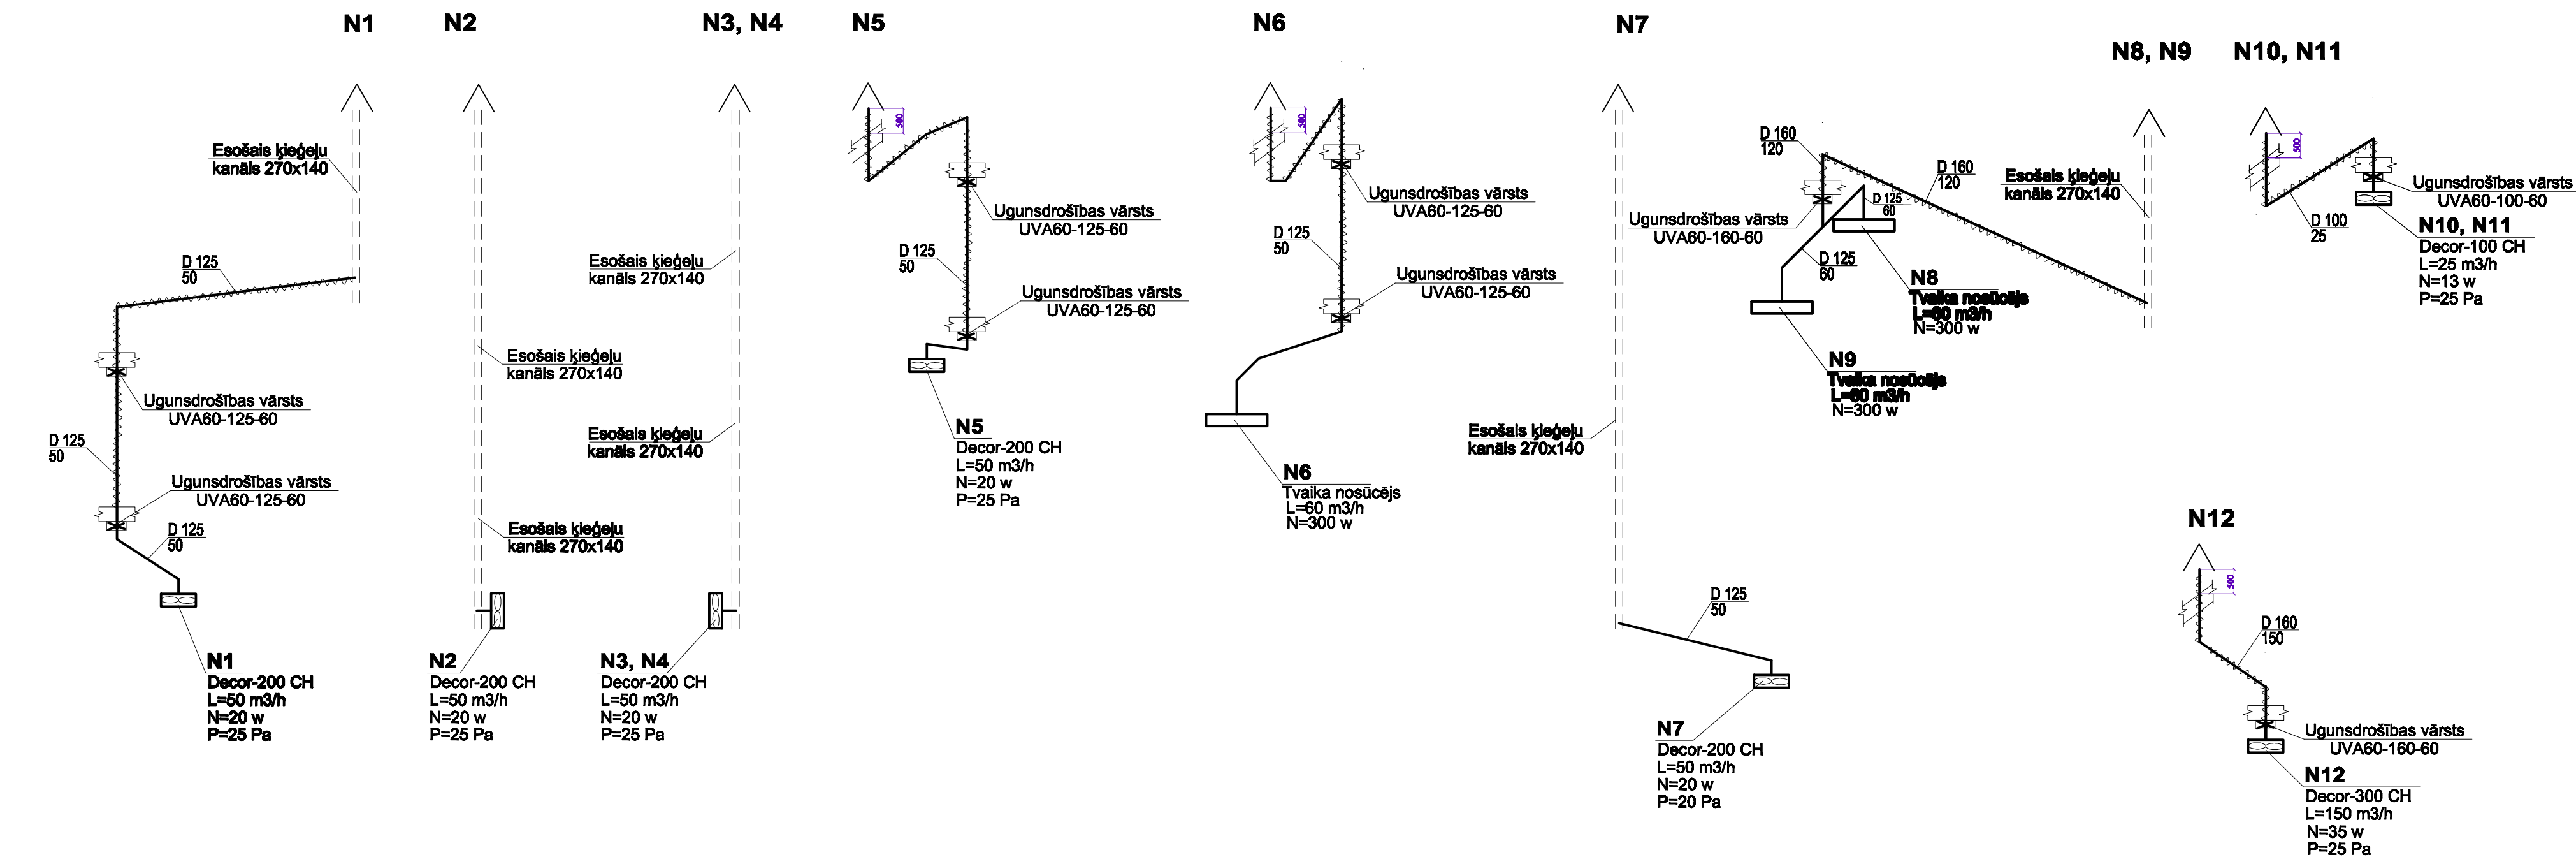 N1
N2
N3, N4
N5
N6
N7
N8, N9
N10, N11
Esošais ķieģeļu
kanāls 270x140
D 125
50
Ugunsdrošības vārsts
UVA60-125-60
D 125
50
Ugunsdrošības vārsts
UVA60-125-60
D 125
50
N1
Decor-200 CH
L=50 m3/h
N=20 w
P=25 Pa
Esošais ķieģeļu
kanāls 270x140
Esošais ķieģeļu
kanāls 270x140
N2
Decor-200 CH
L=50 m3/h
N=20 w
P=25 Pa
Esošais ķieģeļu
kanāls 270x140
Esošais ķieģeļu
kanāls 270x140
N3, N4
Decor-200 CH
L=50 m3/h
N=20 w
P=25 Pa
500
Ugunsdrošības vārsts
UVA60-125-60
D 125
50
Ugunsdrošības vārsts
UVA60-125-60
N5
Decor-200 CH
L=50 m3/h
N=20 w
P=25 Pa
500
Ugunsdrošības vārsts
UVA60-125-60
D 125
50
Ugunsdrošības vārsts
UVA60-125-60
N6
Tvaika nosūcējs
L=60 m3/h
N=300 w
Esošais ķieģeļu
kanāls 270x140
D 125
50
N7
Decor-200 CH
L=50 m3/h
N=20 w
P=20 Pa
D 160
120
D 160
120
Esošais ķieģeļu
kanāls 270x140
Ugunsdrošības vārsts
UVA60-160-60
D 125
60
D 125
60
N8
Tvaika nosūcējs
L=60 m3/h
N=300 w
N9
Tvaika nosūcējs
L=60 m3/h
N=300 w
500
Ugunsdrošības vārsts
UVA60-100-60
D 100
25
N10, N11
Decor-100 CH
L=25 m3/h
N=13 w
P=25 Pa
N12
500
D 160
150
Ugunsdrošības vārsts
UVA60-160-60
N12
Decor-300 CH
L=150 m3/h
N=35 w
P=25 Pa